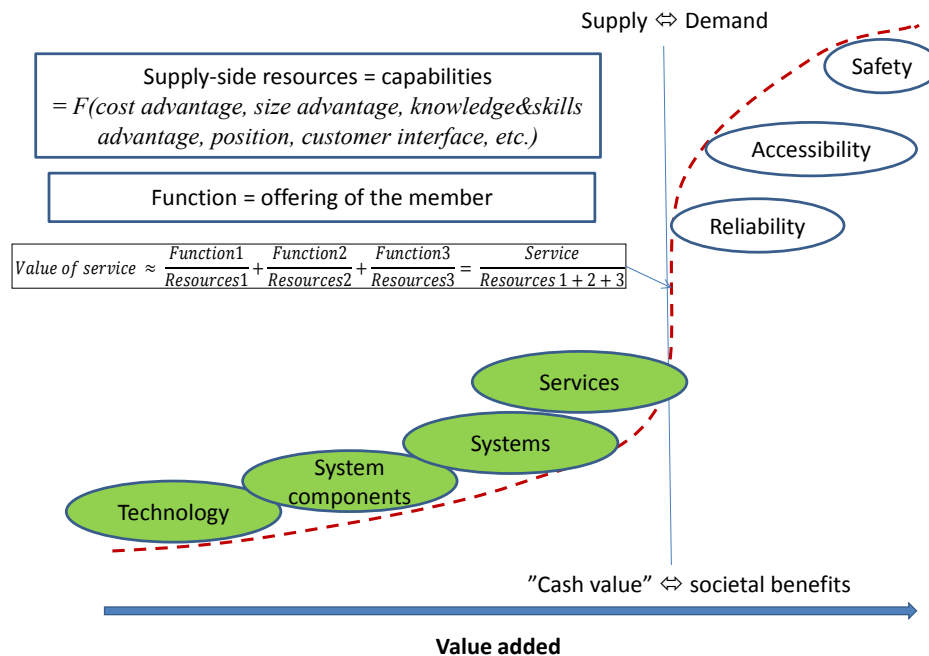 Supply ⇔ Demand
Supply-side resources = capabilities
= F(cost advantage, size advantage, knowledge&skills
advantage, position, customer interface, etc.)
Safety
Accessibility
Function = offering of the member
Reliability
Value of service ≈ Function1/Resources1 + Function2/Resources2 + Function3/Resources3 = Service/Resources 1 + 2 + 3
Services
Systems
System
components
Technology
”Cash value” ⇔ societal benefits
Value added